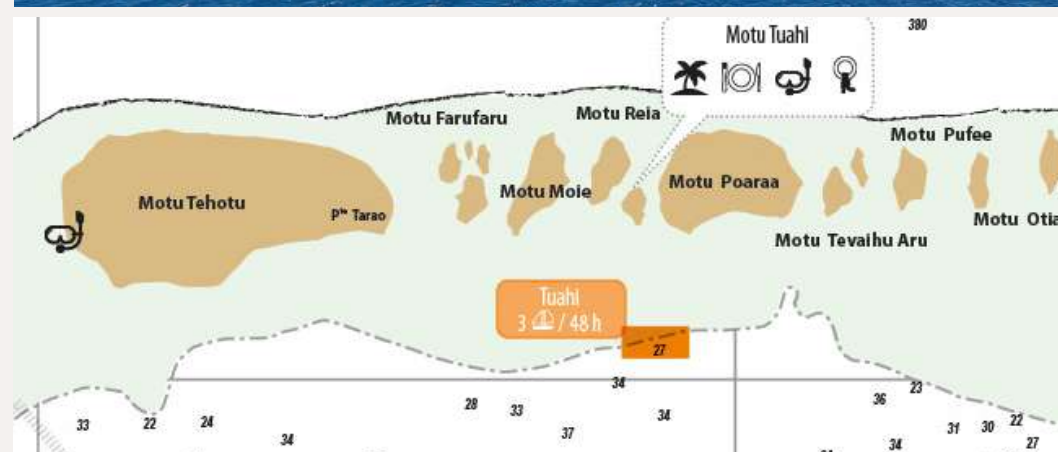 380
Motu Tuahi
Motu Farufaru
Motu Reia
Motu Pufee
Motu Tehotu
Pte Tarao
Motu Moie
Motu Poaraa
Motu Otia
Motu Tevaihu Aru
Tuahi
3 / 48 h
27
34
33
22
24
34
28
33
37
34
36
23
34
31
30
22
27